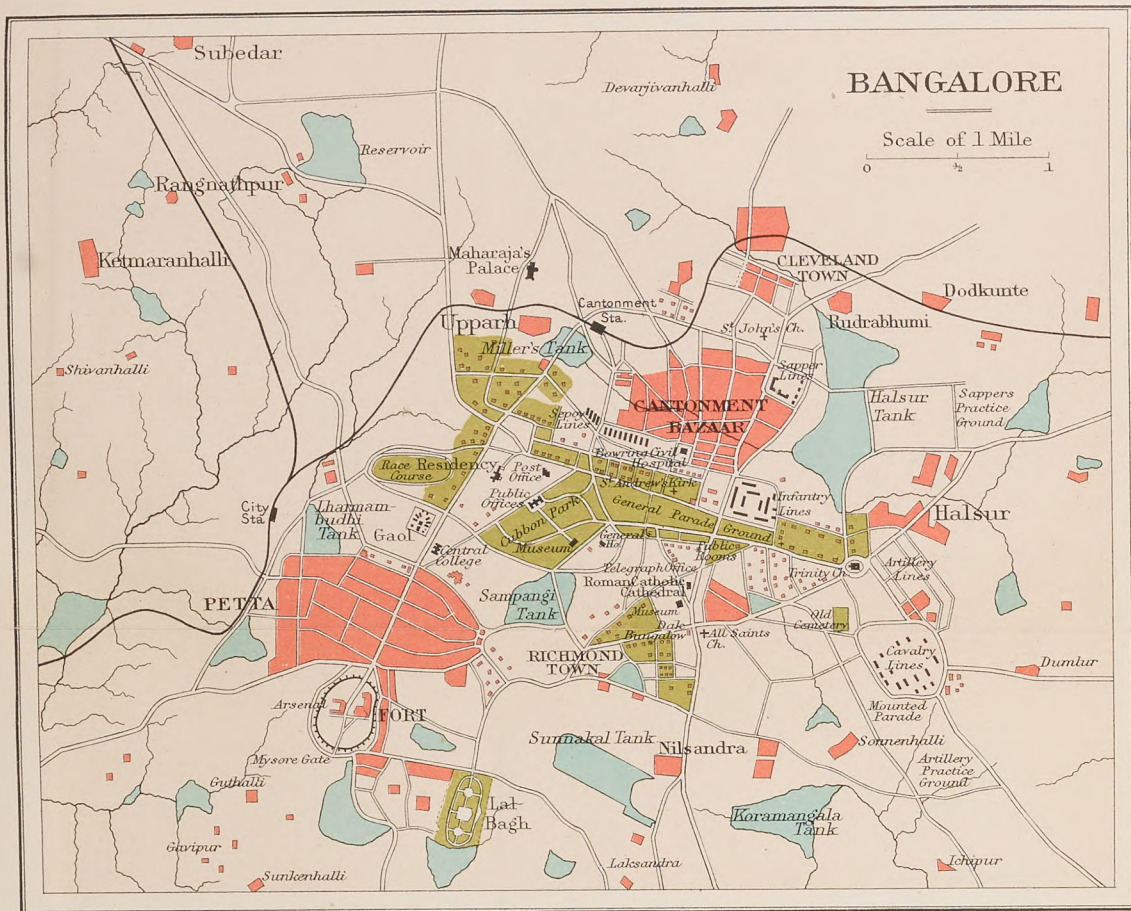 BANGALORE
Scale of 1 Mile
0 ½ 1
Subedar
Devarjivanhalli
Reservoir
Rangnathpur
Ketmaranhalli
Maharaja's
Palace
CLEVELAND
TOWN
Dodkunte
Cantonment
Sta.
Upparh
St John's Ch.
Rudrabhumi
Miller's Tank
Shivanhalli
Sapper
Lines
Halsur
Tank
Sappers
Practice
Ground
CANTONMENT
BAZAAR
Sepoy
Lines
Bowring Civil
Hospital
Race
Course
Residency
Post
Office
St Andrew's Kirk
Public
Offices
General Parade Ground
Infantry
Lines
City
Sta.
Lharmam-
budhi
Tank
Gaol
Cubbon Park
Halsur
Museum
General
Ho.
Public
Rooms
Central
College
Telegraph Office
Trinity Ch.
Artillery
Lines
Roman Catholic
Cathedral
PETTA
Sampangi
Tank
Museum
Dak
Bungalow
Old
Cemetery
All Saints
Ch.
RICHMOND
TOWN
Cavalry
Lines
Dumlur
Arsenal
FORT
Mounted
Parade
Sunnakal Tank
Nilsandra
Sonnenhalli
Mysore Gate
Artillery
Practice
Ground
Guthalli
Lal
Bagh
Koramangala
Tank
Gavipur
Laksandra
Ichipur
Sunkenhalli